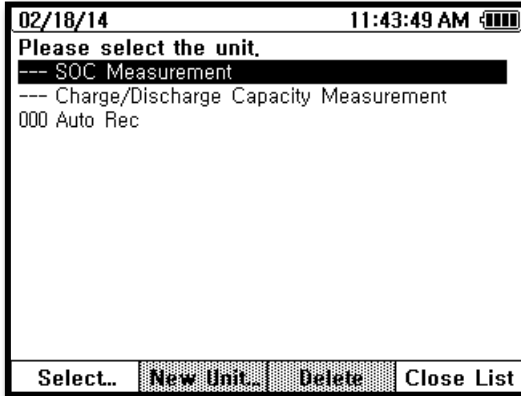 02/18/14 11:43:49 AM
Please select the unit.
--- SOC Measurement
--- Charge/Discharge Capacity Measurement
000 Auto Rec
Select... New Unit... Delete Close List